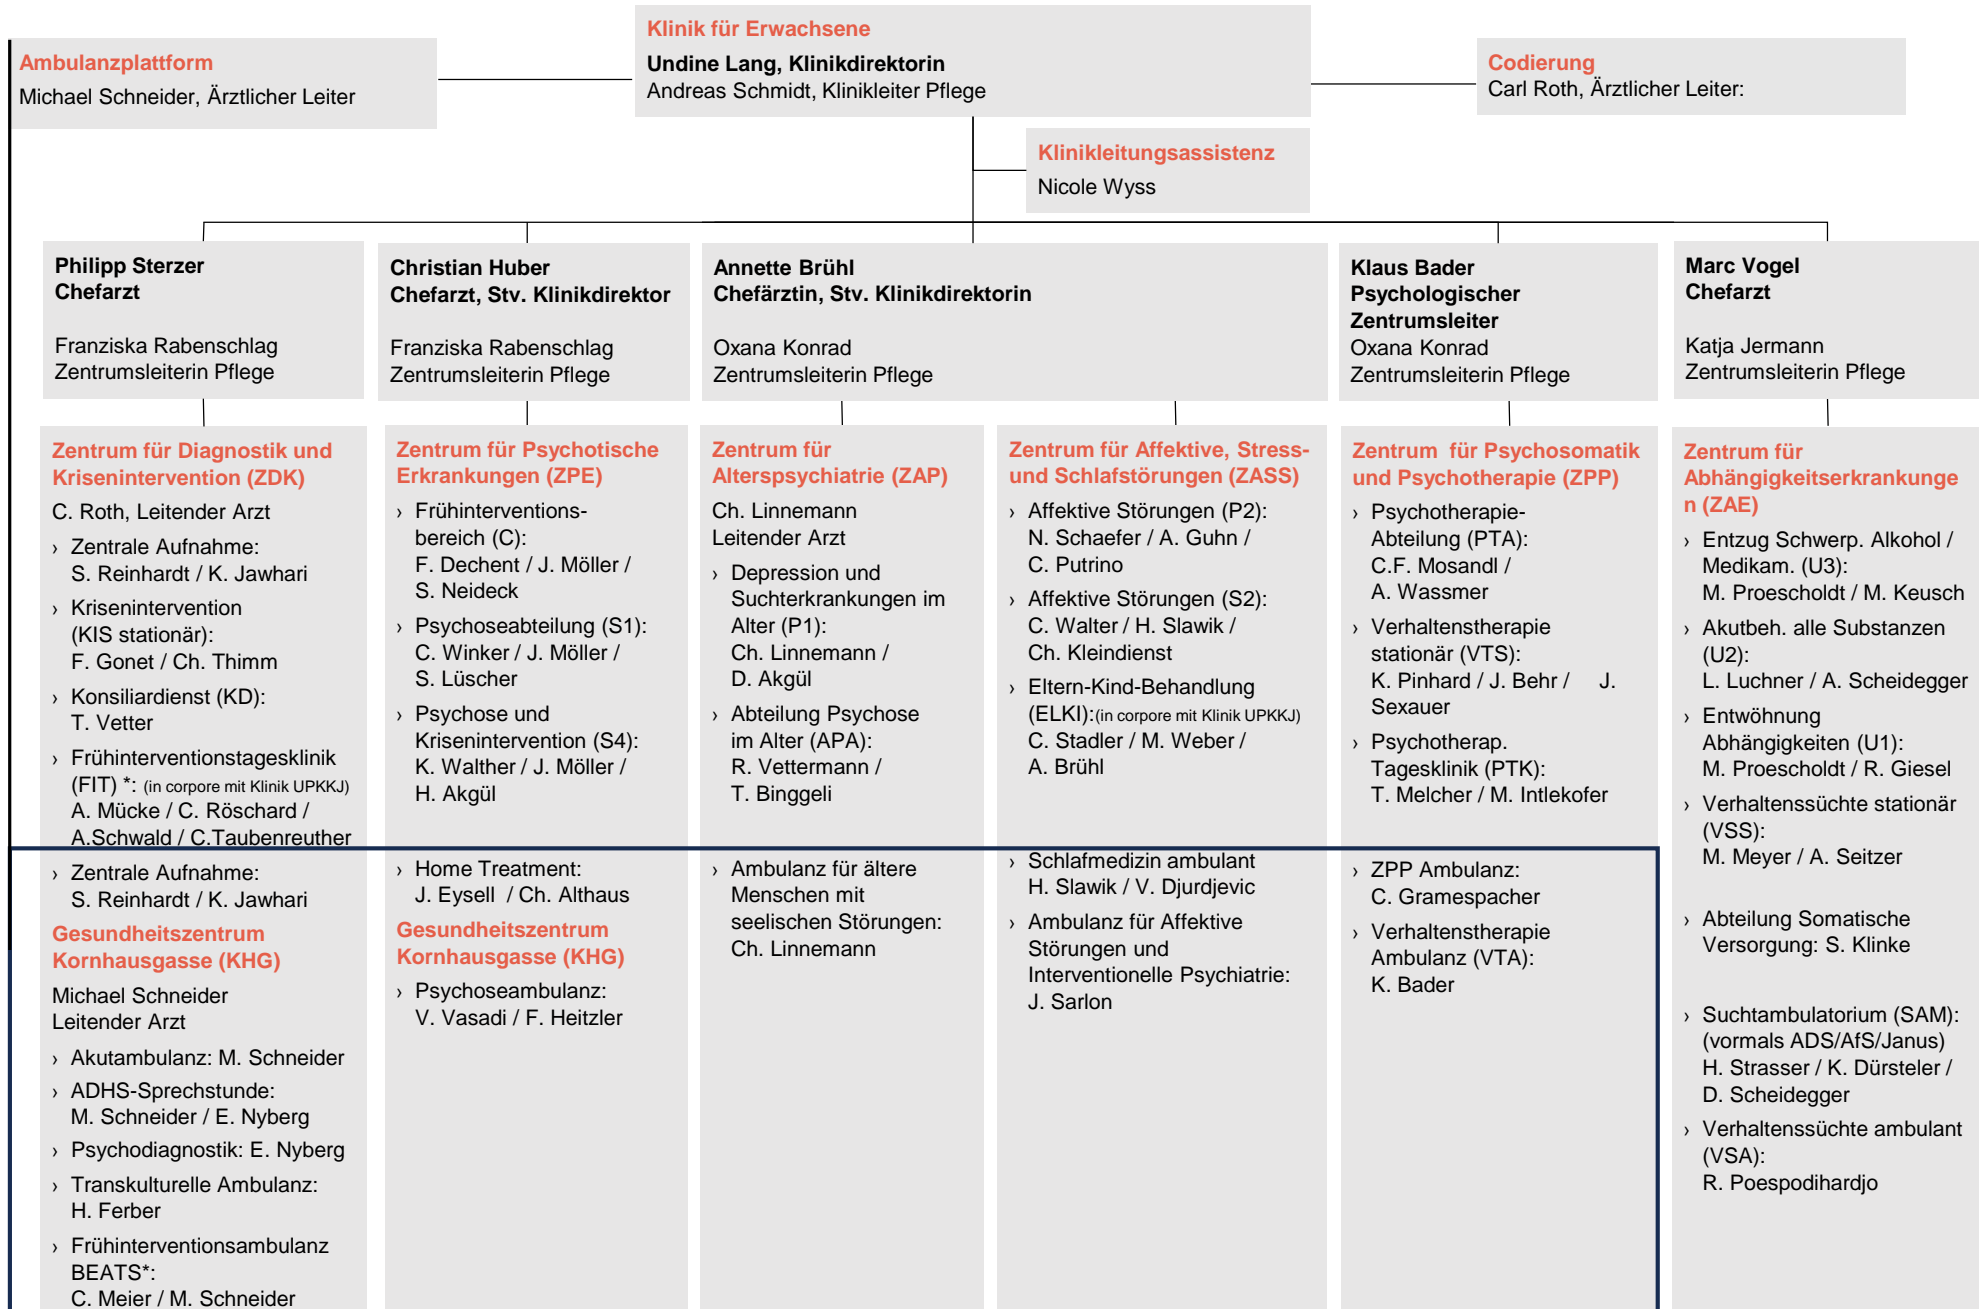 Klinik für Erwachsene
Undine Lang, Klinikdirektorin
Andreas Schmidt, Klinikleiter Pflege
Ambulanzplattform
Michael Schneider, Ärztlicher Leiter
Codierung
Carl Roth, Ärztlicher Leiter:
Klinikleitungsassistenz
Nicole Wyss
Philipp Sterzer
Chefarzt
Franziska Rabenschlag
Zentrumsleiterin Pflege
Christian Huber
Chefarzt, Stv. Klinikdirektor
Franziska Rabenschlag
Zentrumsleiterin Pflege
Annette Brühl
Chefärztin, Stv. Klinikdirektorin
Oxana Konrad
Zentrumsleiterin Pflege
Klaus Bader
Psychologischer
Zentrumsleiter
Oxana Konrad
Zentrumsleiterin Pflege
Marc Vogel
Chefarzt
Katja Jermann
Zentrumsleiterin Pflege
Zentrum für Diagnostik und
Krisenintervention (ZDK)
C. Roth, Leitender Arzt
› Zentrale Aufnahme:
S. Reinhardt / K. Jawhari
› Krisenintervention
(KIS stationär):
F. Gonet / Ch. Thimm
› Konsiliardienst (KD):
T. Vetter
› Frühinterventionstagesklinik
(FIT) *: (in corpore mit Klinik UPKKJ)
A. Mücke / C. Röschard /
A.Schwald / C.Taubenreuther
› Zentrale Aufnahme:
S. Reinhardt / K. Jawhari
Gesundheitszentrum
Kornhausgasse (KHG)
Michael Schneider
Leitender Arzt
› Akutambulanz: M. Schneider
› ADHS-Sprechstunde:
M. Schneider / E. Nyberg
› Psychodiagnostik: E. Nyberg
› Transkulturelle Ambulanz:
H. Ferber
› Frühinterventionsambulanz
BEATS*:
C. Meier / M. Schneider
Zentrum für Psychotische
Erkrankungen (ZPE)
› Frühinterventions-
bereich (C):
F. Dechent / J. Möller /
S. Neideck
› Psychoseabteilung (S1):
C. Winker / J. Möller /
S. Lüscher
› Psychose und
Krisenintervention (S4):
K. Walther / J. Möller /
H. Akgül
› Home Treatment:
J. Eysell / Ch. Althaus
Gesundheitszentrum
Kornhausgasse (KHG)
› Psychoseambulanz:
V. Vasadi / F. Heitzler
Zentrum für
Alterspsychiatrie (ZAP)
Ch. Linnemann
Leitender Arzt
› Depression und
Suchterkrankungen im
Alter (P1):
Ch. Linnemann /
D. Akgül
› Abteilung Psychose
im Alter (APA):
R. Vettermann /
T. Binggeli
› Ambulanz für ältere
Menschen mit
seelischen Störungen:
Ch. Linnemann
Zentrum für Affektive, Stress-
und Schlafstörungen (ZASS)
› Affektive Störungen (P2):
N. Schaefer / A. Guhn /
C. Putrino
› Affektive Störungen (S2):
C. Walter / H. Slawik /
Ch. Kleindienst
› Eltern-Kind-Behandlung
(ELKI):(in corpore mit Klinik UPKKJ)
C. Stadler / M. Weber /
A. Brühl
› Schlafmedizin ambulant
H. Slawik / V. Djurdjevic
› Ambulanz für Affektive
Störungen und
Interventionelle Psychiatrie:
J. Sarlon
Zentrum für Psychosomatik
und Psychotherapie (ZPP)
› Psychotherapie-
Abteilung (PTA):
C.F. Mosandl /
A. Wassmer
› Verhaltenstherapie
stationär (VTS):
K. Pinhard / J. Behr / J.
Sexauer
› Psychotherap.
Tagesklinik (PTK):
T. Melcher / M. Intlekofer
› ZPP Ambulanz:
C. Gramespacher
› Verhaltenstherapie
Ambulanz (VTA):
K. Bader
Zentrum für
Abhängigkeitserkrankunge
n (ZAE)
› Entzug Schwerp. Alkohol /
Medikam. (U3):
M. Proescholdt / M. Keusch
› Akutbeh. alle Substanzen
(U2):
L. Luchner / A. Scheidegger
› Entwöhnung
Abhängigkeiten (U1):
M. Proescholdt / R. Giesel
› Verhaltenssüchte stationär
(VSS):
M. Meyer / A. Seitzer
› Abteilung Somatische
Versorgung: S. Klinke
› Suchtambulatorium (SAM):
(vormals ADS/AfS/Janus)
H. Strasser / K. Dürsteler /
D. Scheidegger
› Verhaltenssüchte ambulant
(VSA):
R. Poespodihardjo